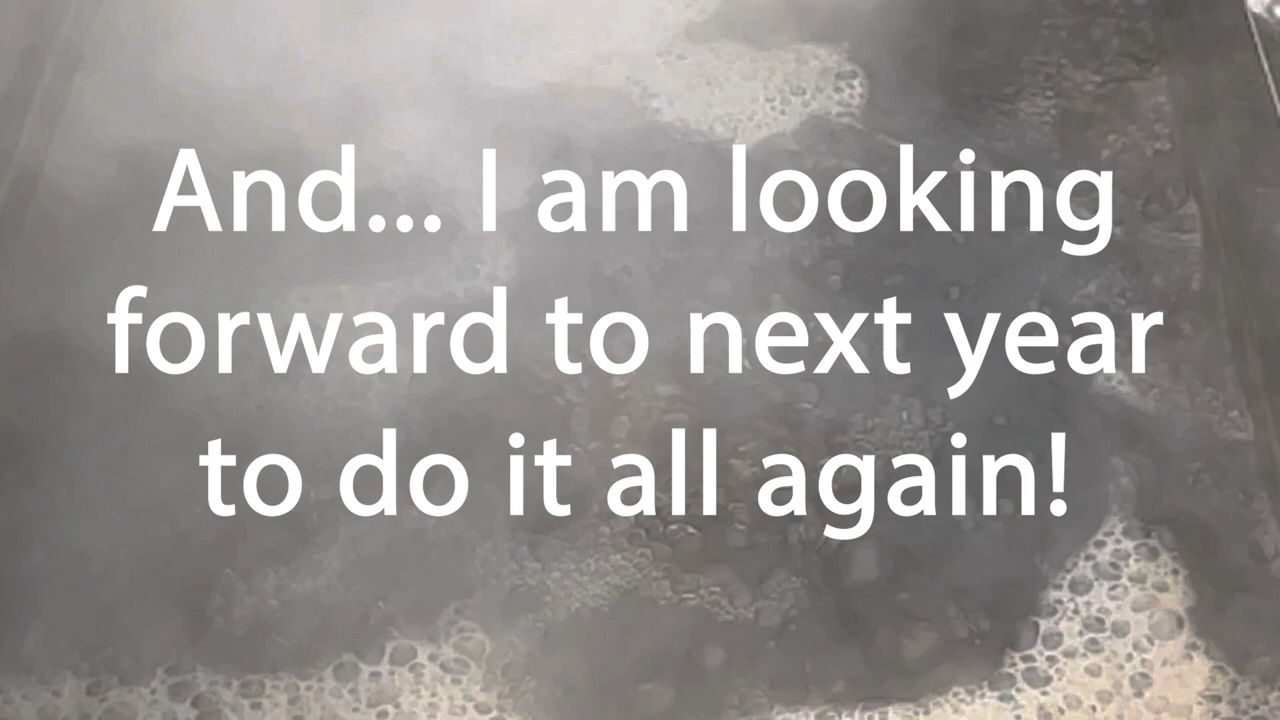 And... I am looking
forward to next year
to do it all again!